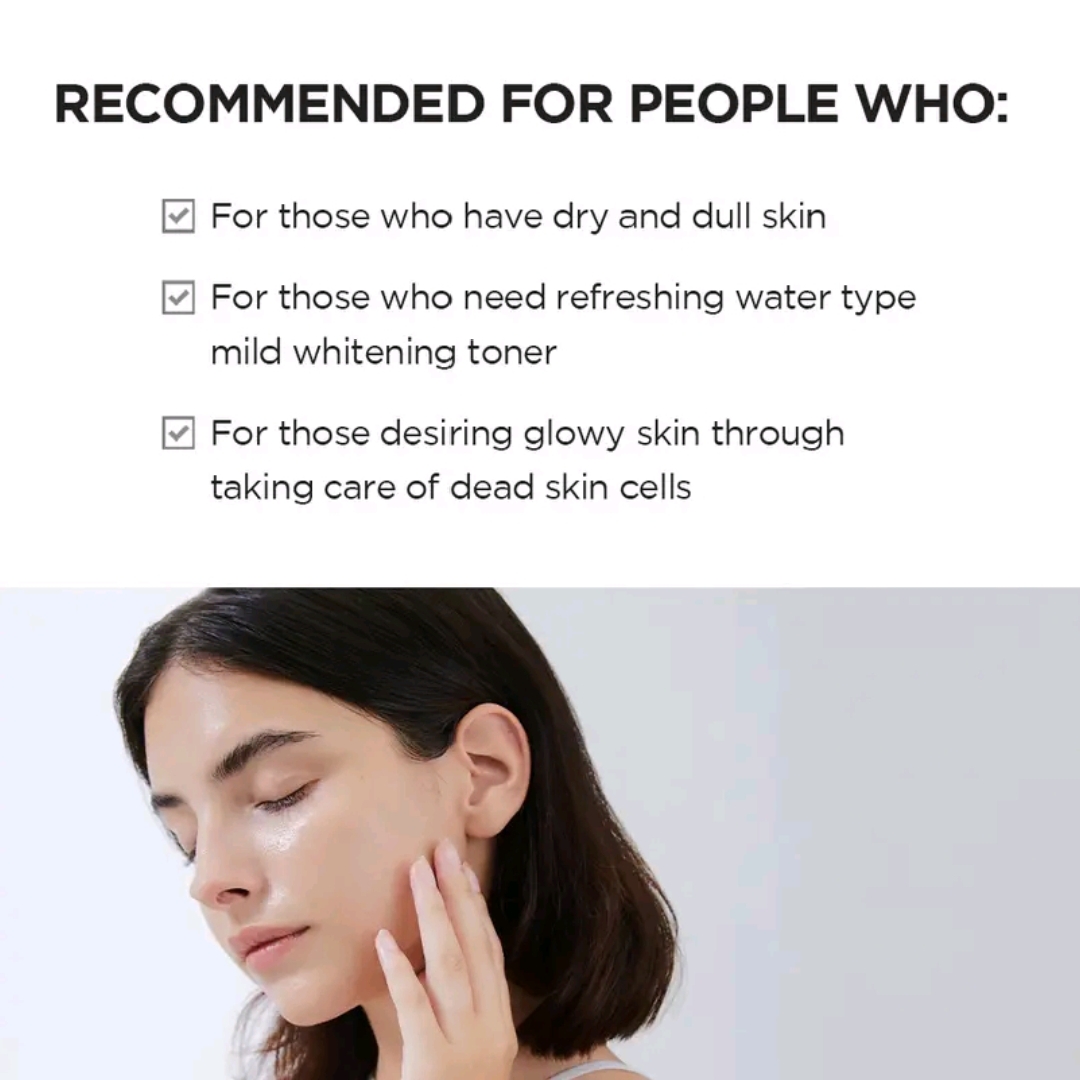 RECOMMENDED FOR PEOPLE WHO:
For those who have dry and dull skin
For those who need refreshing water type
mild whitening toner
For those desiring glowy skin through
taking care of dead skin cells